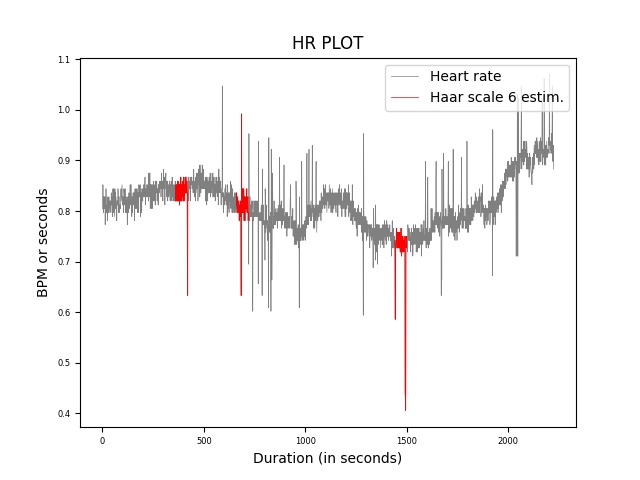 HR PLOT
Heart rate
Haar scale 6 estim.
BPM or seconds
1.1
1.0
0.9
0.8
0.7
0.6
0.5
0.4
0
500
1000
1500
2000
Duration (in seconds)